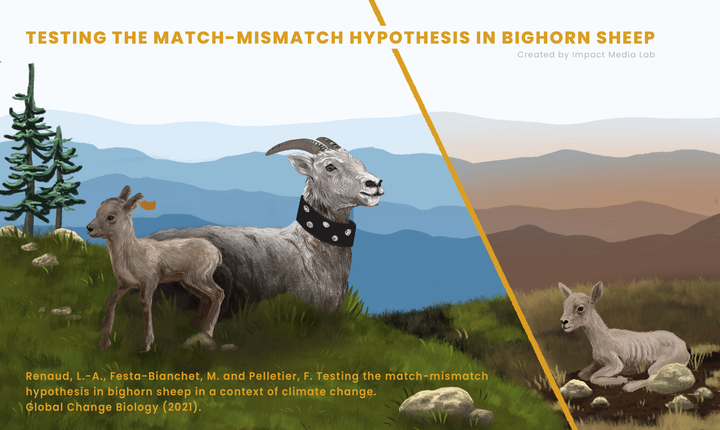 TESTING THE MATCH-MISMATCH HYPOTHESIS IN BIGHORN SHEEP
Created by Impact Media Lab
Renaud, L.-A., Festa-Bianchet, M. and Pelletier, F. Testing the match-mismatch
hypothesis in bighorn sheep in a context of climate change.
Global Change Biology (2021).